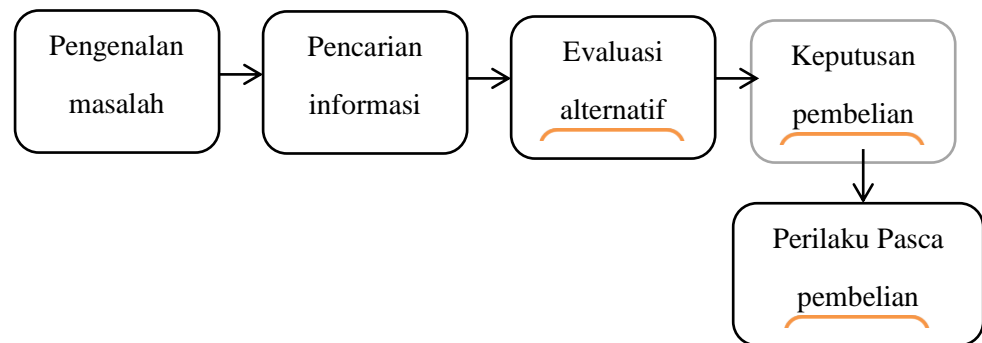 Pengenalan
masalah
Pencarian
informasi
Evaluasi
alternatif
Keputusan
pembelian
Perilaku Pasca
pembelian